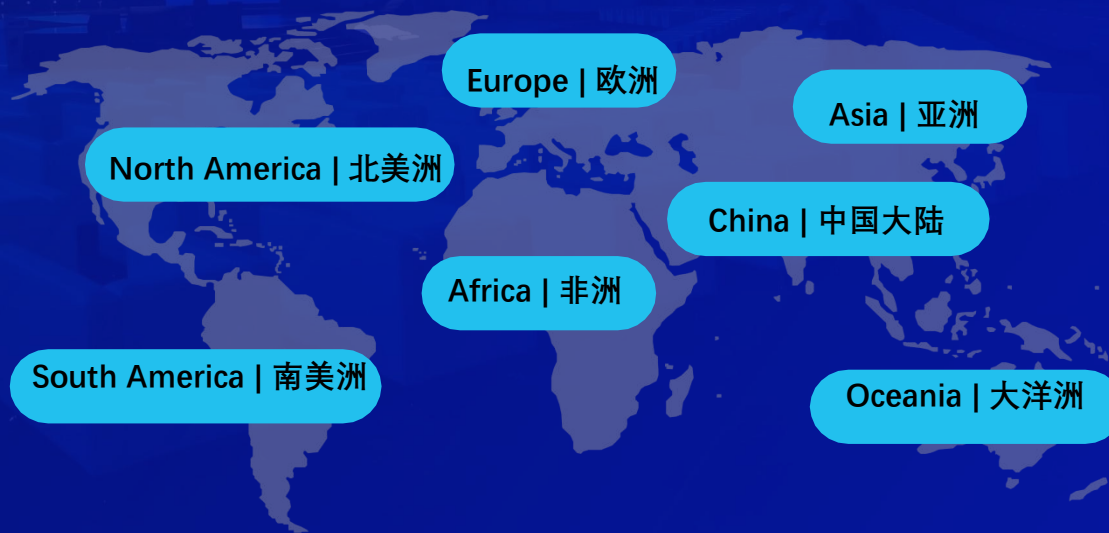 Europe | 欧洲
Asia | 亚洲
North America | 北美洲
China | 中国大陆
Africa | 非洲
South America | 南美洲
Oceania | 大洋洲